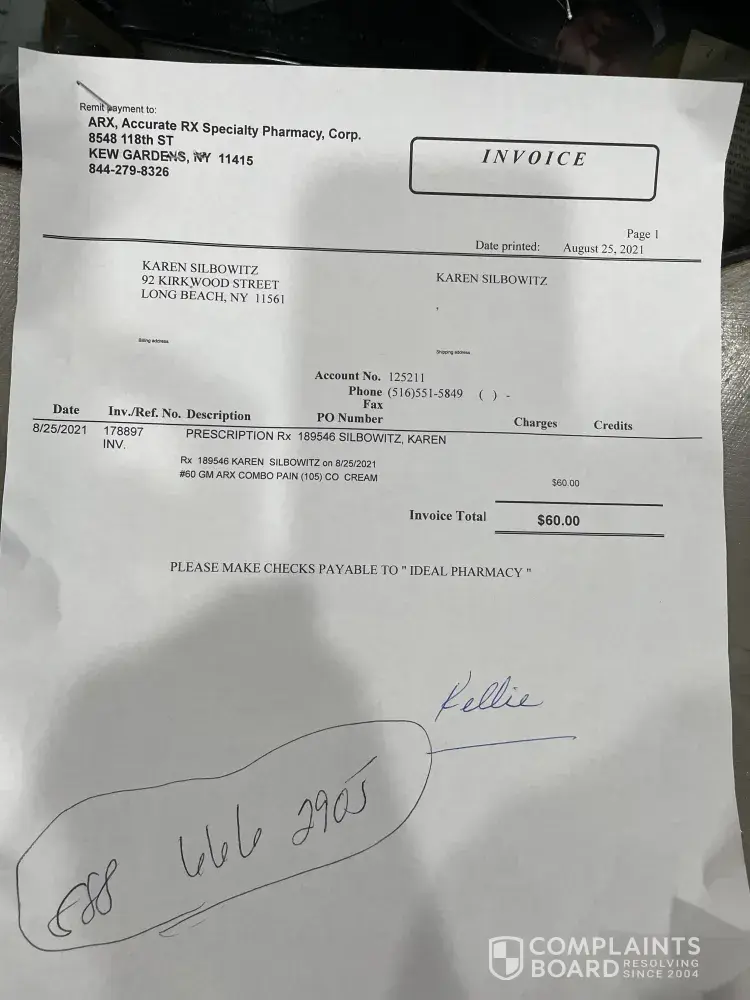 Remit payment to:
ARX, Accurate RX Specialty Pharmacy, Corp.
8548 118th ST
KEW GARDENS, NY 11415
844-279-8326
INVOICE
Page 1
Date printed: August 25, 2021
KAREN SILBOWITZ
92 KIRKWOOD STREET
LONG BEACH, NY 11561
Billing address
KAREN SILBOWITZ
,
Shipping address
Account No. 125211
Phone (516)551-5849 ( ) -
Fax
Date Inv./Ref. No. Description PO Number Charges Credits
8/25/2021 178897 PRESCRIPTION Rx 189546 SILBOWITZ, KAREN
INV.
Rx 189546 KAREN SILBOWITZ on 8/25/2021
#60 GM ARX COMBO PAIN (105) CO CREAM $60.00
Invoice Total $60.00
PLEASE MAKE CHECKS PAYABLE TO " IDEAL PHARMACY "
Kellie
888 666 2905
COMPLAINTS
BOARD RESOLVING
SINCE 2004